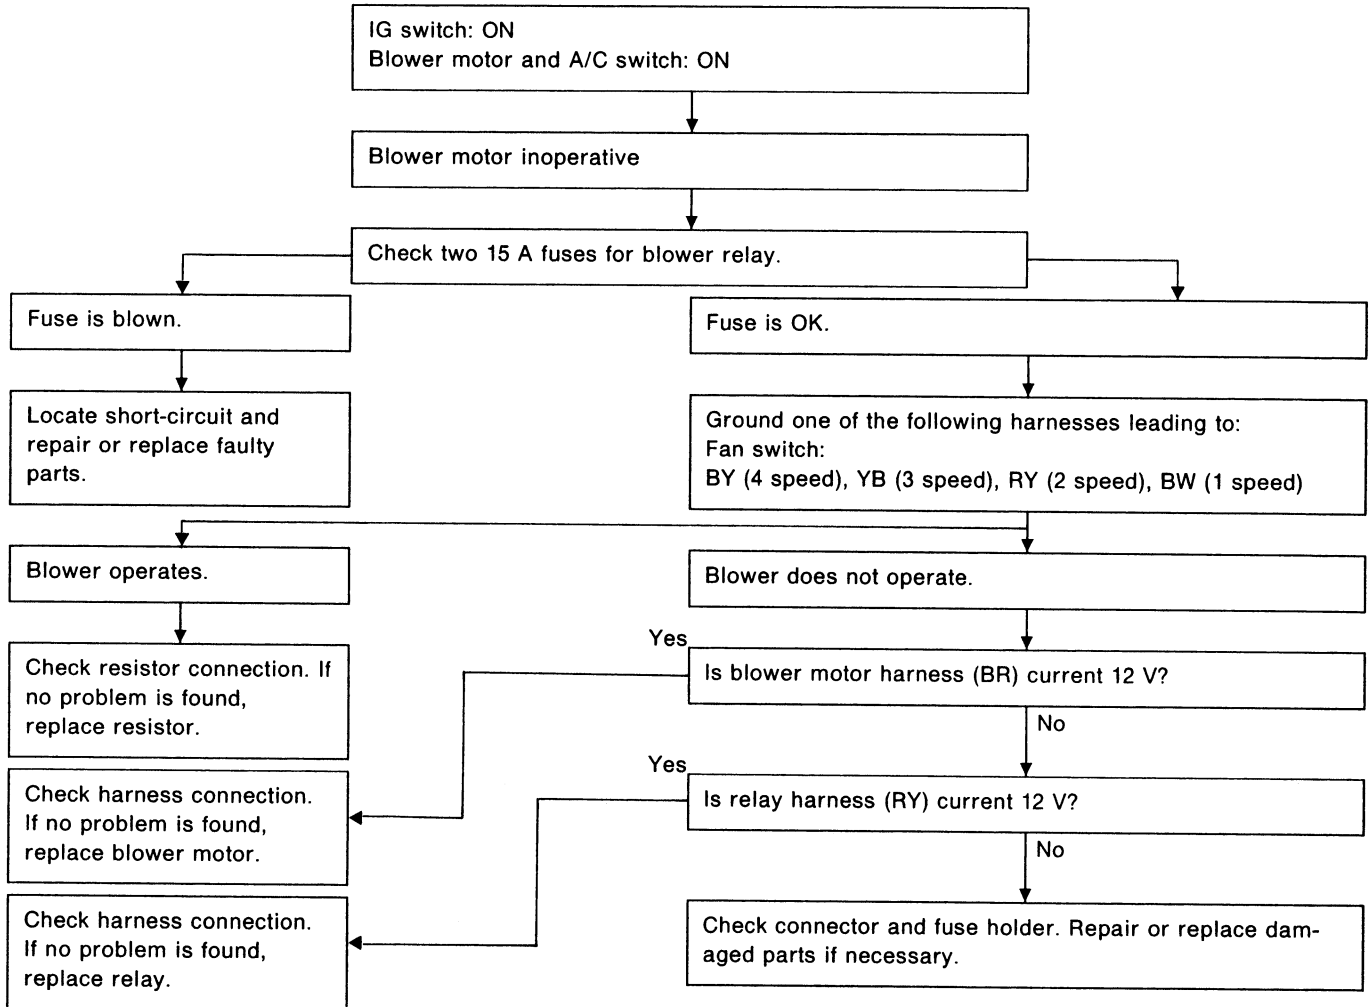 IG switch: ON
Blower motor and A/C switch: ON
Blower motor inoperative
Check two 15 A fuses for blower relay.
Fuse is blown.
Fuse is OK.
Locate short-circuit and
repair or replace faulty
parts.
Ground one of the following harnesses leading to:
Fan switch:
BY (4 speed), YB (3 speed), RY (2 speed), BW (1 speed)
Blower operates.
Blower does not operate.
Check resistor connection. If
no problem is found,
replace resistor.
Yes
Is blower motor harness (BR) current 12 V?
No
Check harness connection.
If no problem is found,
replace blower motor.
Yes
Is relay harness (RY) current 12 V?
No
Check harness connection.
If no problem is found,
replace relay.
Check connector and fuse holder. Repair or replace dam-
aged parts if necessary.